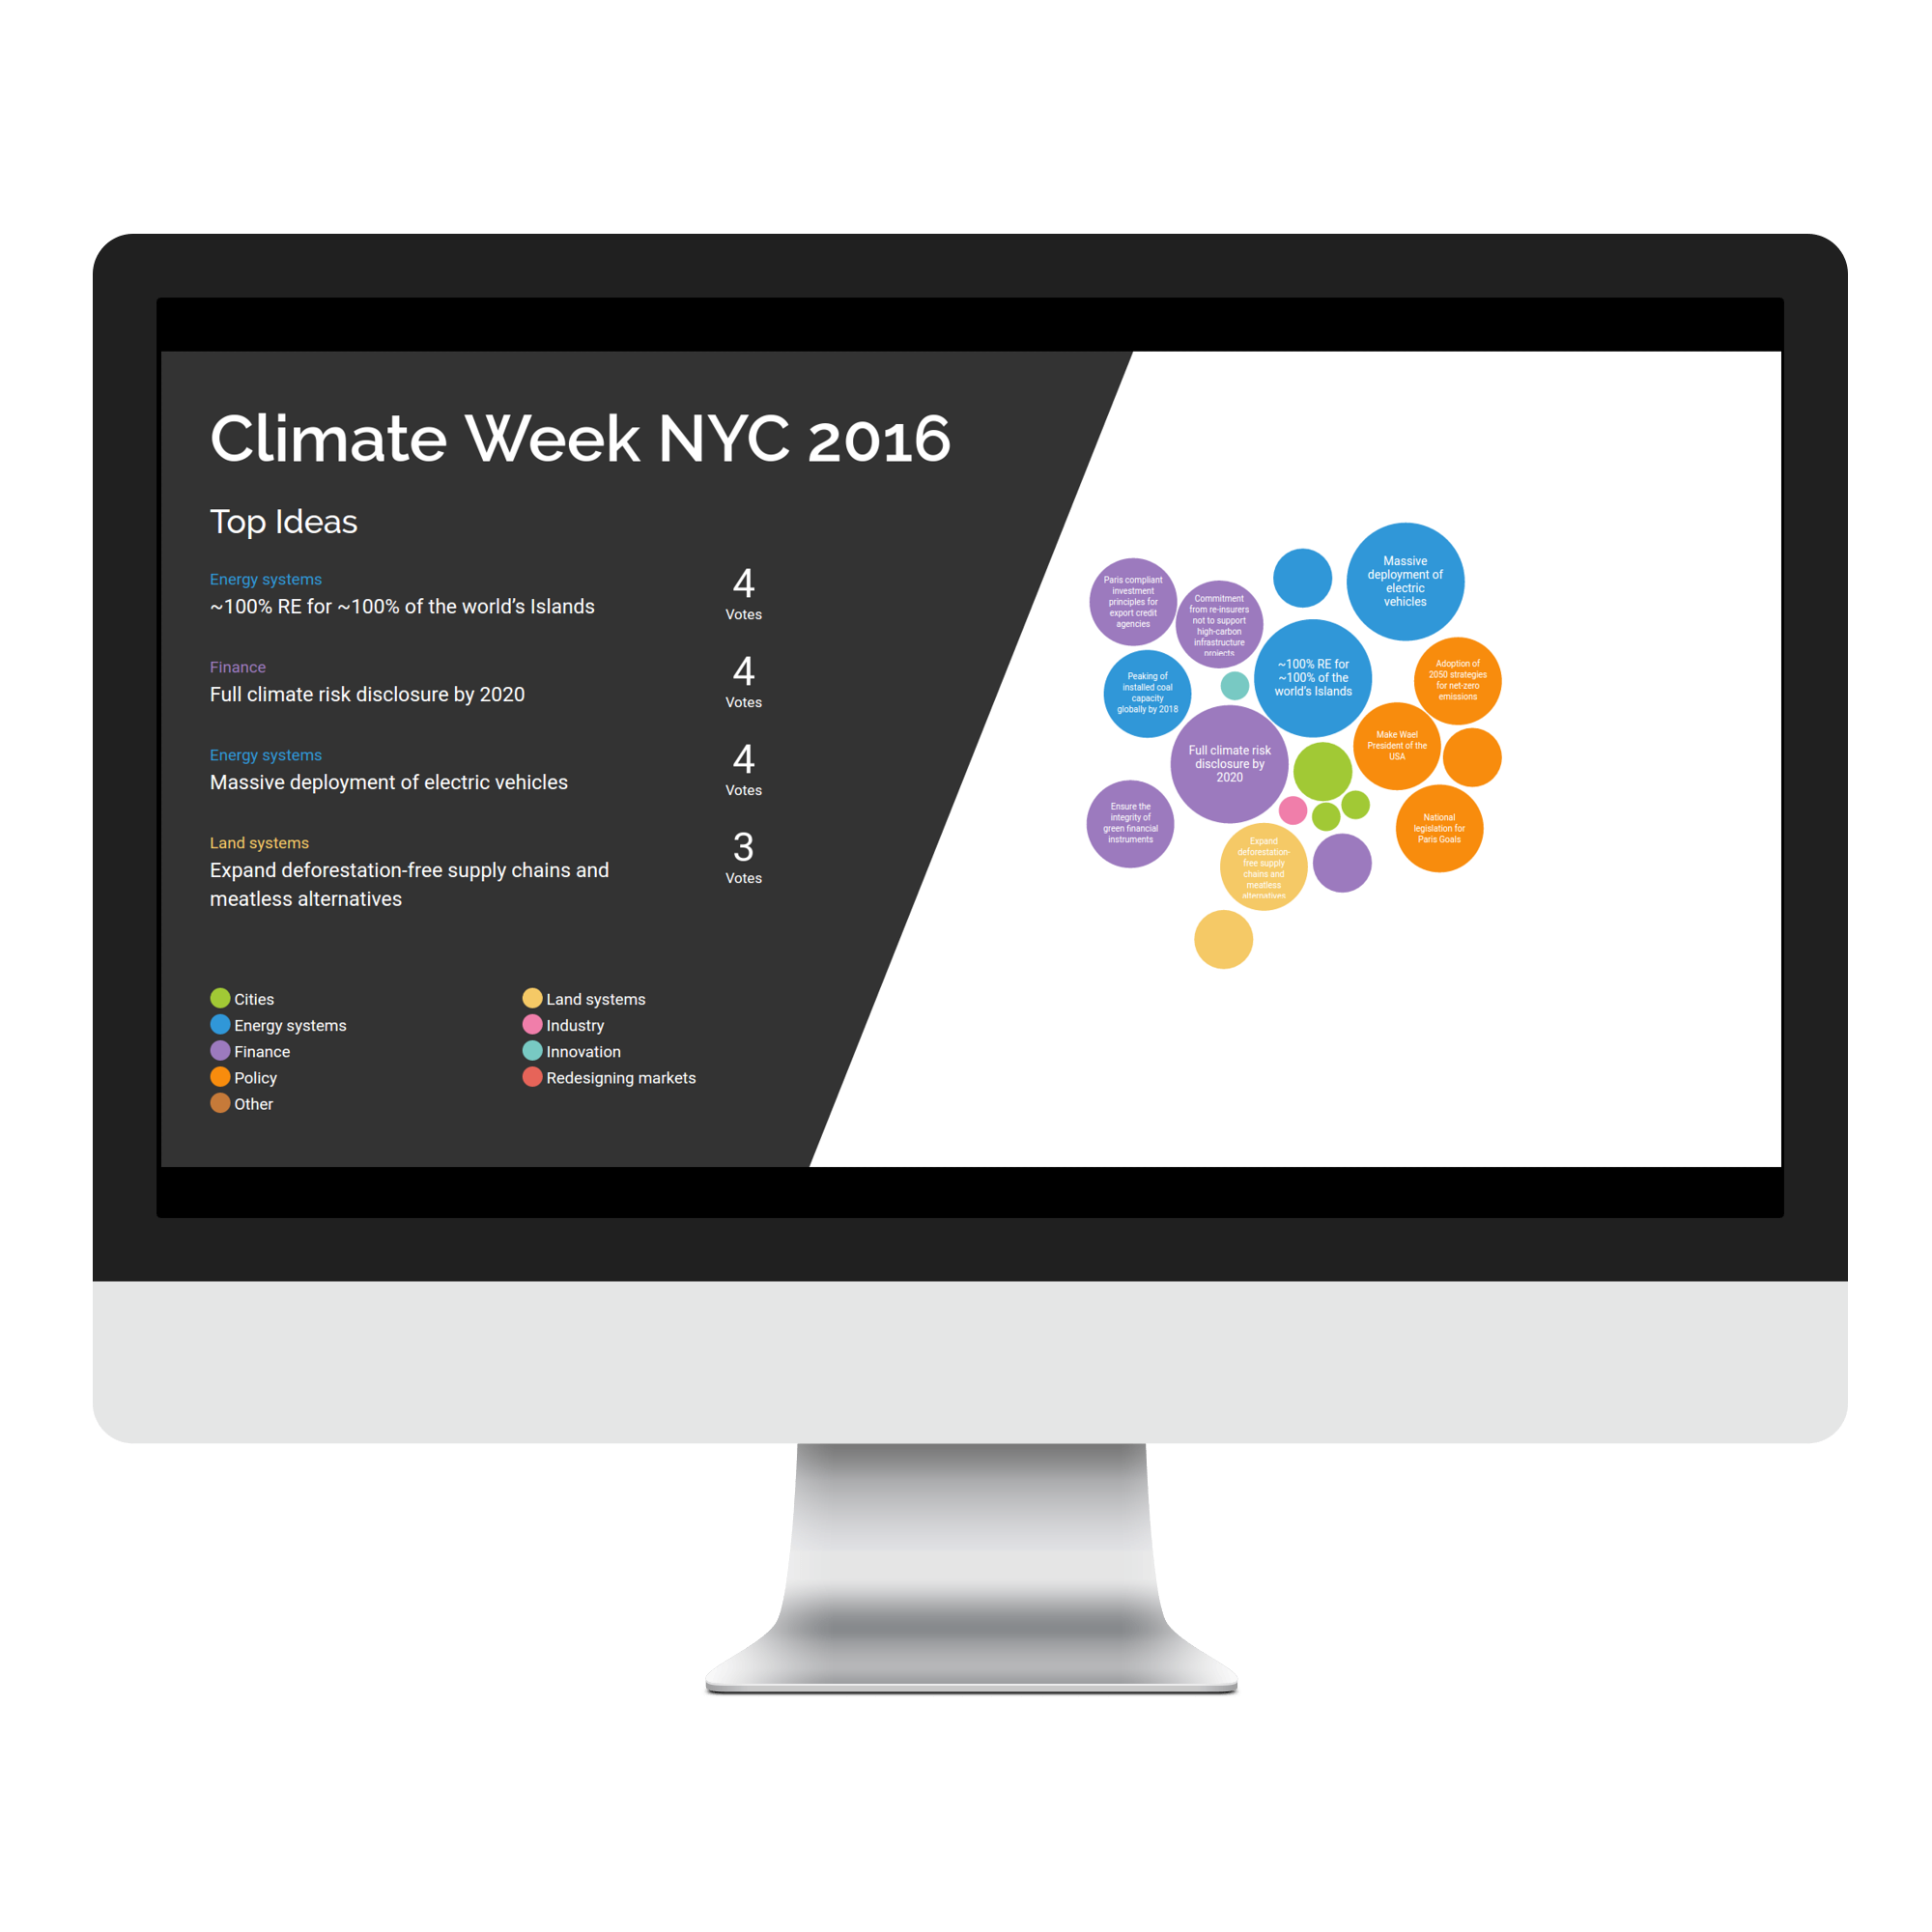 Climate Week NYC 2016
Top Ideas
Energy systems
~100% RE for ~100% of the world’s Islands
4
Votes
Finance
Full climate risk disclosure by 2020
4
Votes
Energy systems
Massive deployment of electric vehicles
4
Votes
Land systems
Expand deforestation-free supply chains and
meatless alternatives
3
Votes
Cities
Energy systems
Finance
Policy
Other
Land systems
Industry
Innovation
Redesigning markets
Massive
deployment of
electric
vehicles
Paris compliant
investment
principles for
export credit
agencies
Commitment
from re-insurers
not to support
high-carbon
infrastructure
projects
~100% RE for
~100% of the
world’s Islands
Adoption of
2050 strategies
for net-zero
emissions
Peaking of
installed coal
capacity
globally by 2018
Full climate risk
disclosure by
2020
Make Wael
President of the
USA
Ensure the
integrity of
green financial
instruments
National
legislation for
Paris Goals
Expand
deforestation-
free supply
chains and
meatless
alternatives